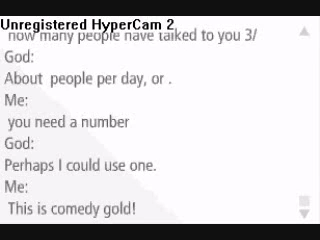 Unregistered HyperCam 2
how many people have talked to you 3/
God:
About people per day, or .
Me:
you need a number
God:
Perhaps I could use one.
Me:
This is comedy gold!